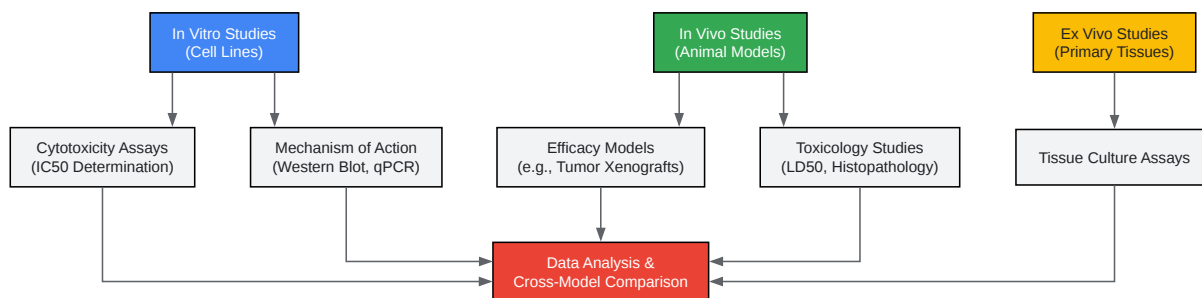 In Vitro Studies
(Cell Lines)
In Vivo Studies
(Animal Models)
Ex Vivo Studies
(Primary Tissues)
Cytotoxicity Assays
(IC50 Determination)
Mechanism of Action
(Western Blot, qPCR)
Efficacy Models
(e.g., Tumor Xenografts)
Toxicology Studies
(LD50, Histopathology)
Tissue Culture Assays
Data Analysis &
Cross-Model Comparison